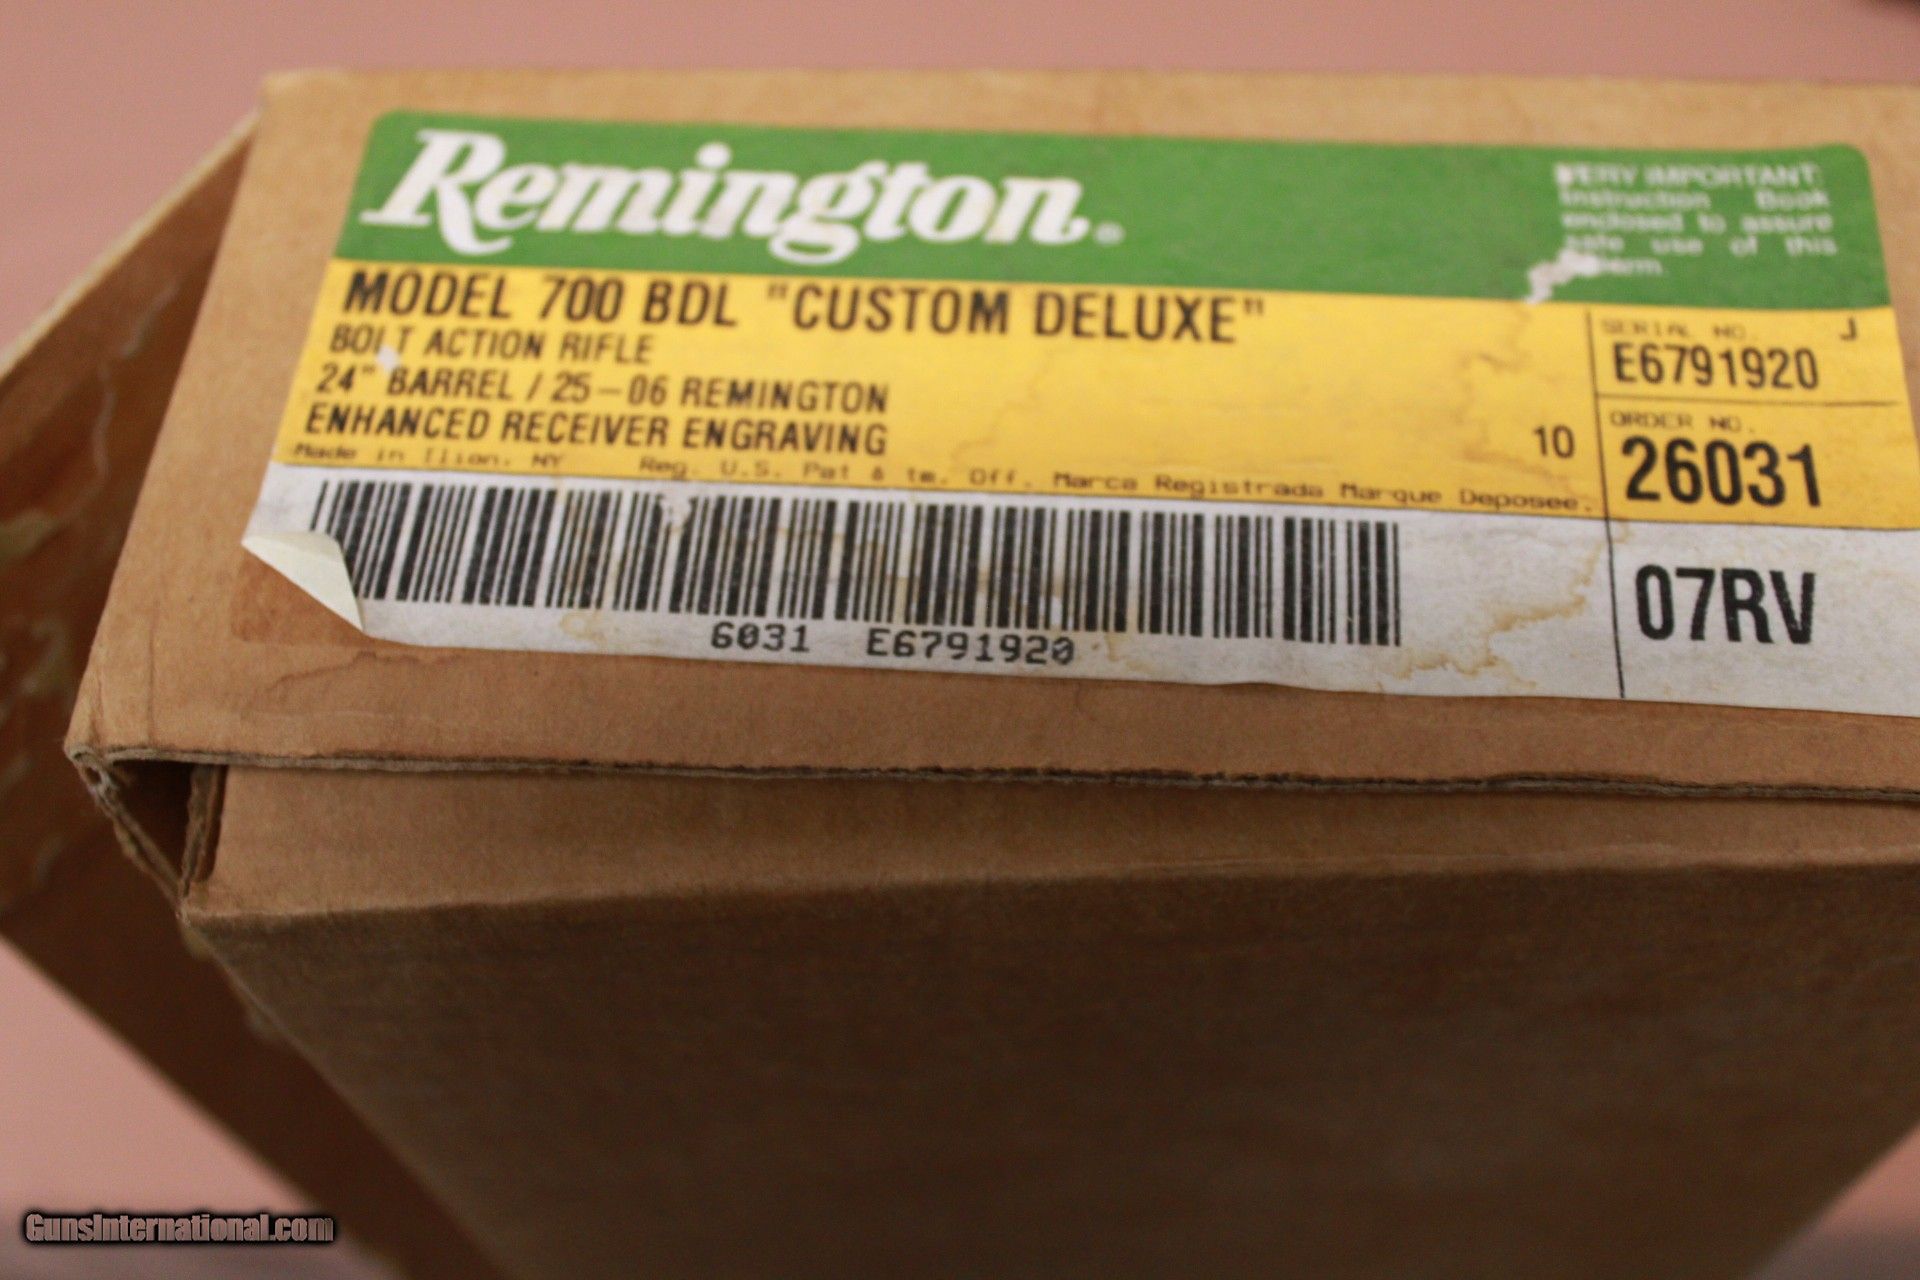 Remington®
VERY IMPORTANT:
Instruction Book
enclosed to assure
safe use of this
MODEL 700 BDL "CUSTOM DELUXE"
BOLT ACTION RIFLE
24" BARREL / 25-06 REMINGTON
ENHANCED RECEIVER ENGRAVING
10
Made in Ilion, NY Reg. U.S. Pat & tm. Off. Marca Registrada Marque Deposee.
SERIAL NO. J
E6791920
ORDER NO.
26031
07RV
6031 E6791920
GunsInternational.com